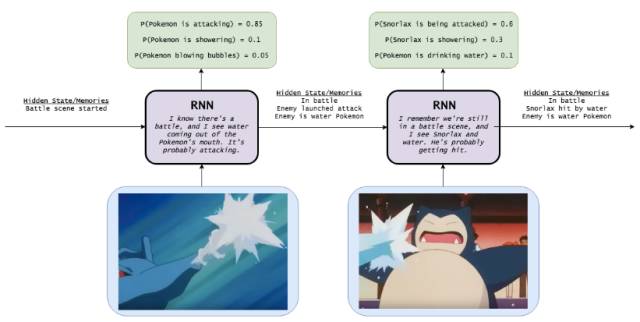 P(Pokemon is attacking) = 0.85
P(Pokemon is showering) = 0.1
P(Pokemon blowing bubbles) = 0.05
P(Snorlax is being attacked) = 0.6
P(Snorlax is showering) = 0.3
P(Pokemon is drinking water) = 0.1
Hidden State/Memories
Battle scene started
RNN
I know there's a
battle, and I see water
coming out of the
Pokemon's mouth. It's
probably attacking.
Hidden State/Memories
In battle
Enemy launched attack
Enemy is water Pokemon
RNN
I remember we're still
in a battle scene, and
I see Snorlax and
water. He's probably
getting hit.
Hidden State/Memories
In battle
Snorlax hit by water
Enemy is water Pokemon